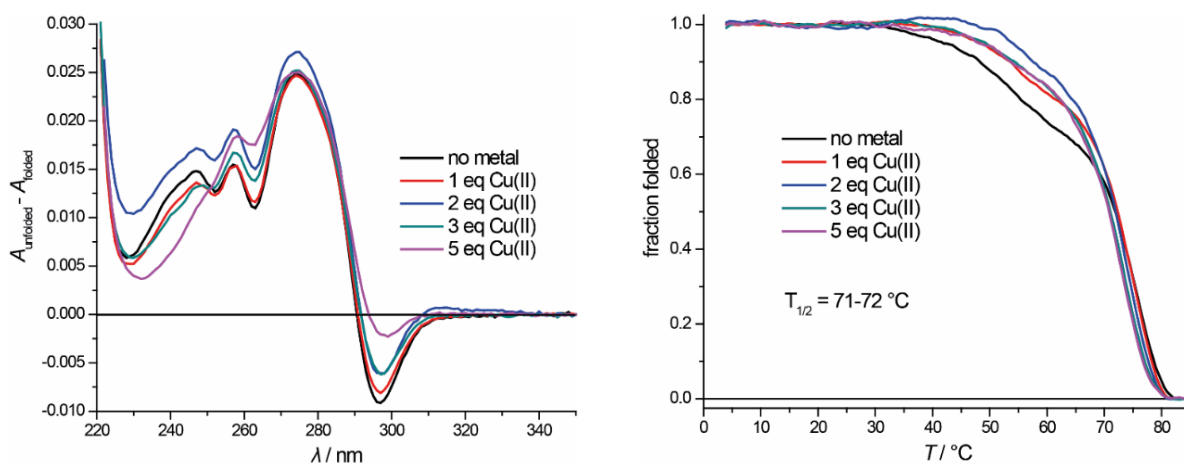 0.030
0.025
0.020
0.015
0.010
0.005
0.000
-0.005
-0.010
A unfolded - A folded
220 240 260 280 300 320 340
λ / nm
no metal
1 eq Cu(II)
2 eq Cu(II)
3 eq Cu(II)
5 eq Cu(II)
1.0
0.8
0.6
0.4
0.2
0.0
fraction folded
0 10 20 30 40 50 60 70 80
T / °C
no metal
1 eq Cu(II)
2 eq Cu(II)
3 eq Cu(II)
5 eq Cu(II)
T1/2 = 71-72 °C